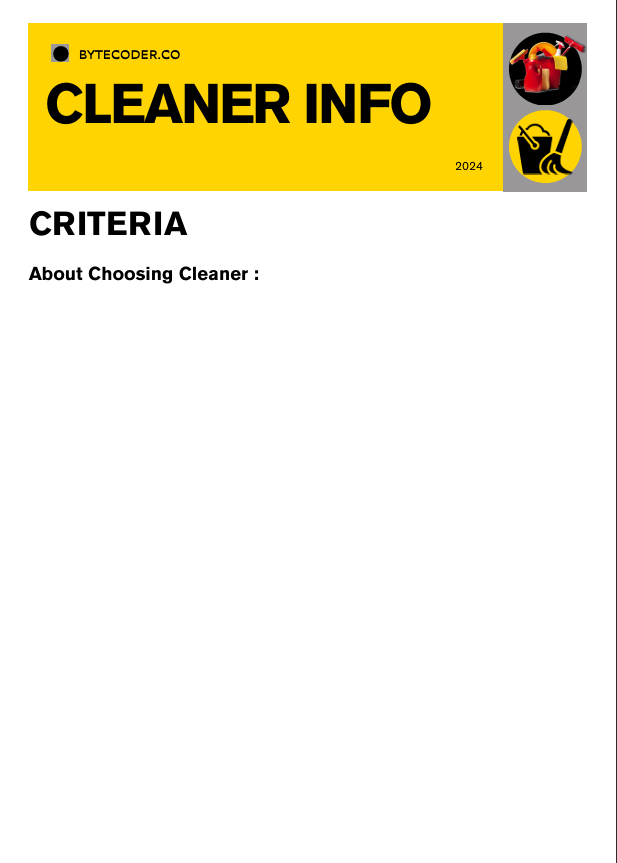 BYTECODER.CO
CLEANER INFO
2024
CRITERIA
About Choosing Cleaner :